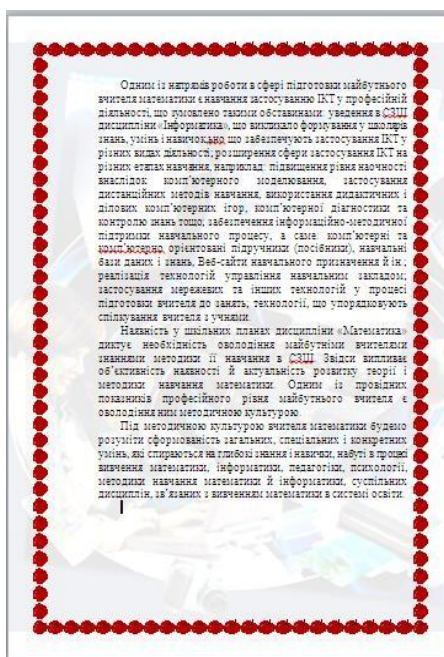 Одним із напрямів роботи в сфері підготовки майбутнього
вчителя математики є навчання застосуванню ІКТ у професійній
діяльності, що зумовлено такими обставинами: уведення в СЗШ
дисципліни «Інформатика», що викликало формування у школярів
знань, умінь і навичок,що що забезпечують застосування ІКТ у
різних видах діяльності; розширення сфери застосування ІКТ на
різних етапах навчання, наприклад: підвищення рівня наочності
внаслідок комп’ютерного моделювання, застосування
дистанційних методів навчання, використання дидактичних і
ділових комп’ютерних ігор, комп’ютерної діагностики та
контролю знань тощо; забезпечення інформаційно-методичної
підтримки навчального процесу, а саме комп’ютерні та
комп’ютерно орієнтовані підручники (посібники), навчальні
бази даних і знань, Веб-сайти навчального призначення й ін.;
реалізація технологій управління навчальним закладом;
застосування мережевих та інших технологій у процесі
підготовки вчителя до занять; технології, що упорядковують
спілкування вчителя з учнями.
Наявність у шкільних планах дисципліни «Математика»
диктує необхідність оволодіння майбутніми вчителями
знаннями методики її навчання в СЗШ. Звідси випливає
об’єктивність наявності й актуальність розвитку теорії і
методики навчання математики. Одним із провідних
показників професійного рівня майбутнього вчителя є
оволодіння ним методичною культурою.
Під методичною культурою вчителя математики будемо
розуміти сформованість загальних, спеціальних і конкретних
умінь, які спираються на глибокі знання і навички, набуті в процесі
вивчення математики, інформатики, педагогіки, психології,
методики навчання математики й інформатики, суспільних
дисциплін, зв’язаних з вивченням математики в системі освіти.